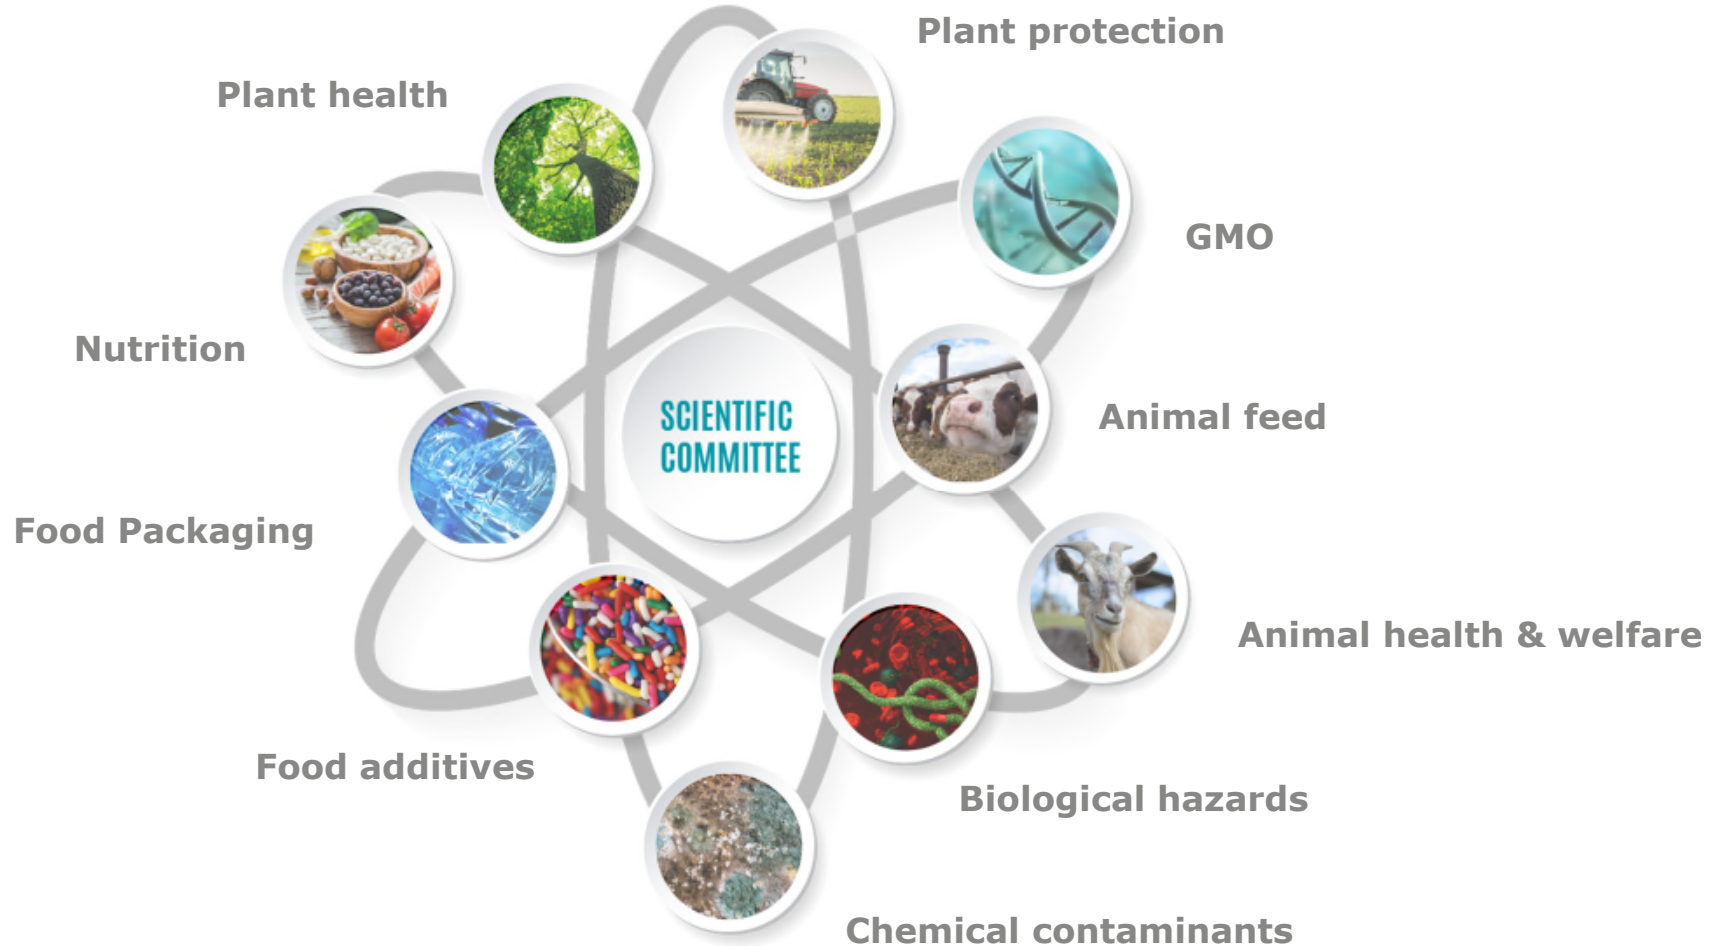 Plant protection
Plant health
GMO
Nutrition
SCIENTIFIC
COMMITTEE
Animal feed
Food Packaging
Animal health & welfare
Food additives
Biological hazards
Chemical contaminants